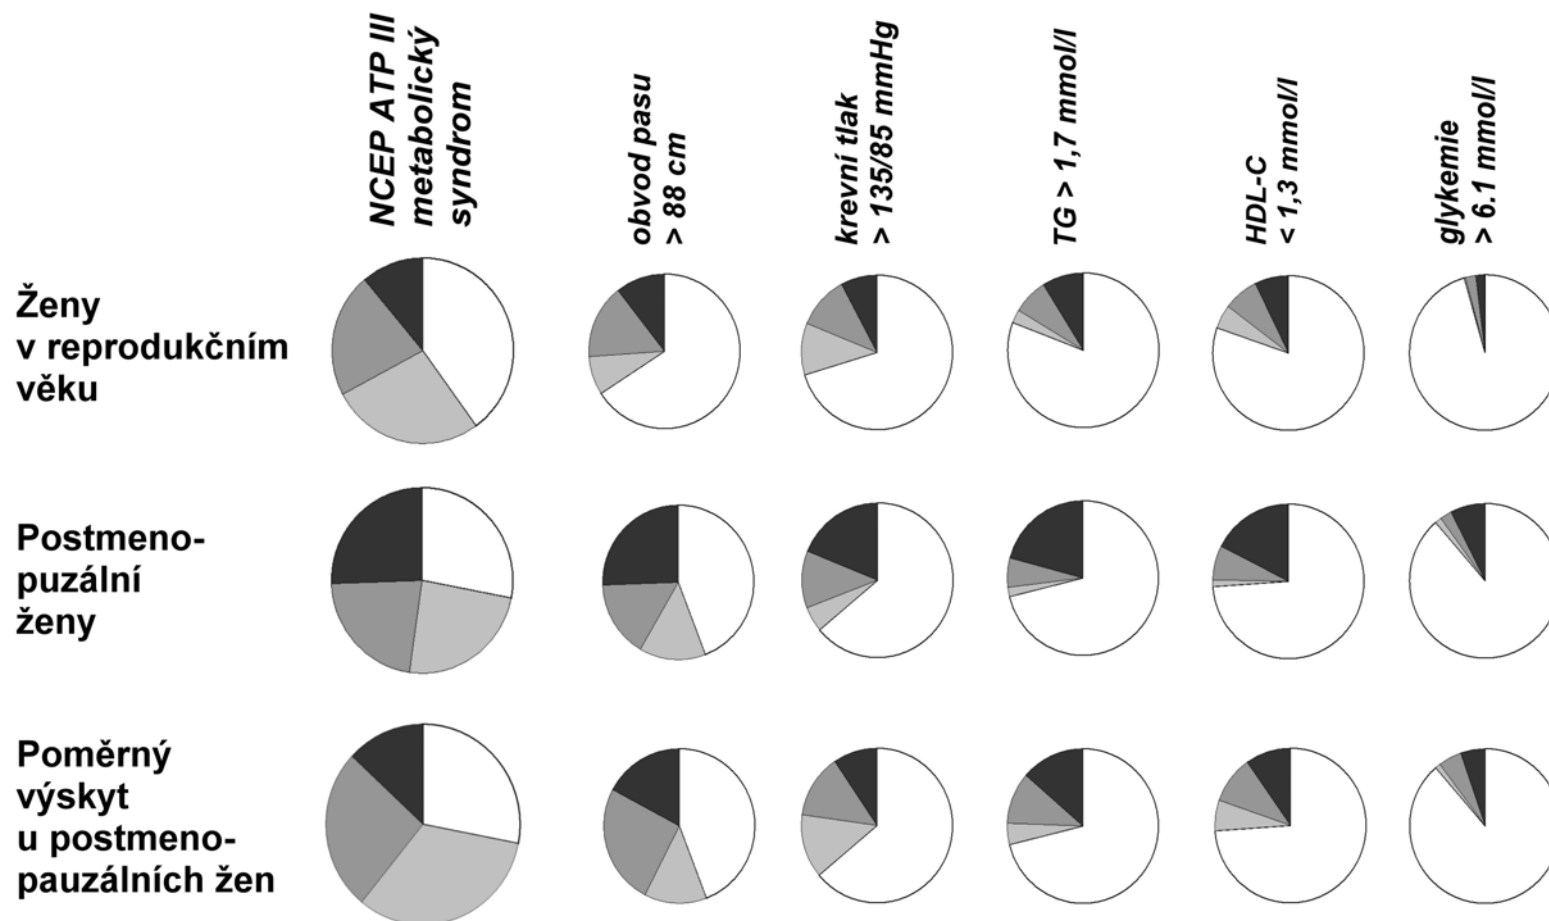 NCEP ATP III
metabolický
syndrom
obvod pasu
> 88 cm
krevní tlak
> 135/85 mmHg
TG > 1,7 mmol/l
HDL-C
< 1,3 mmol/l
glykemie
> 6.1 mmol/l
Ženy
v reprodukčním
věku
Postmeno-
puzální
ženy
Poměrný
výskyt
u postmeno-
pauzálních žen